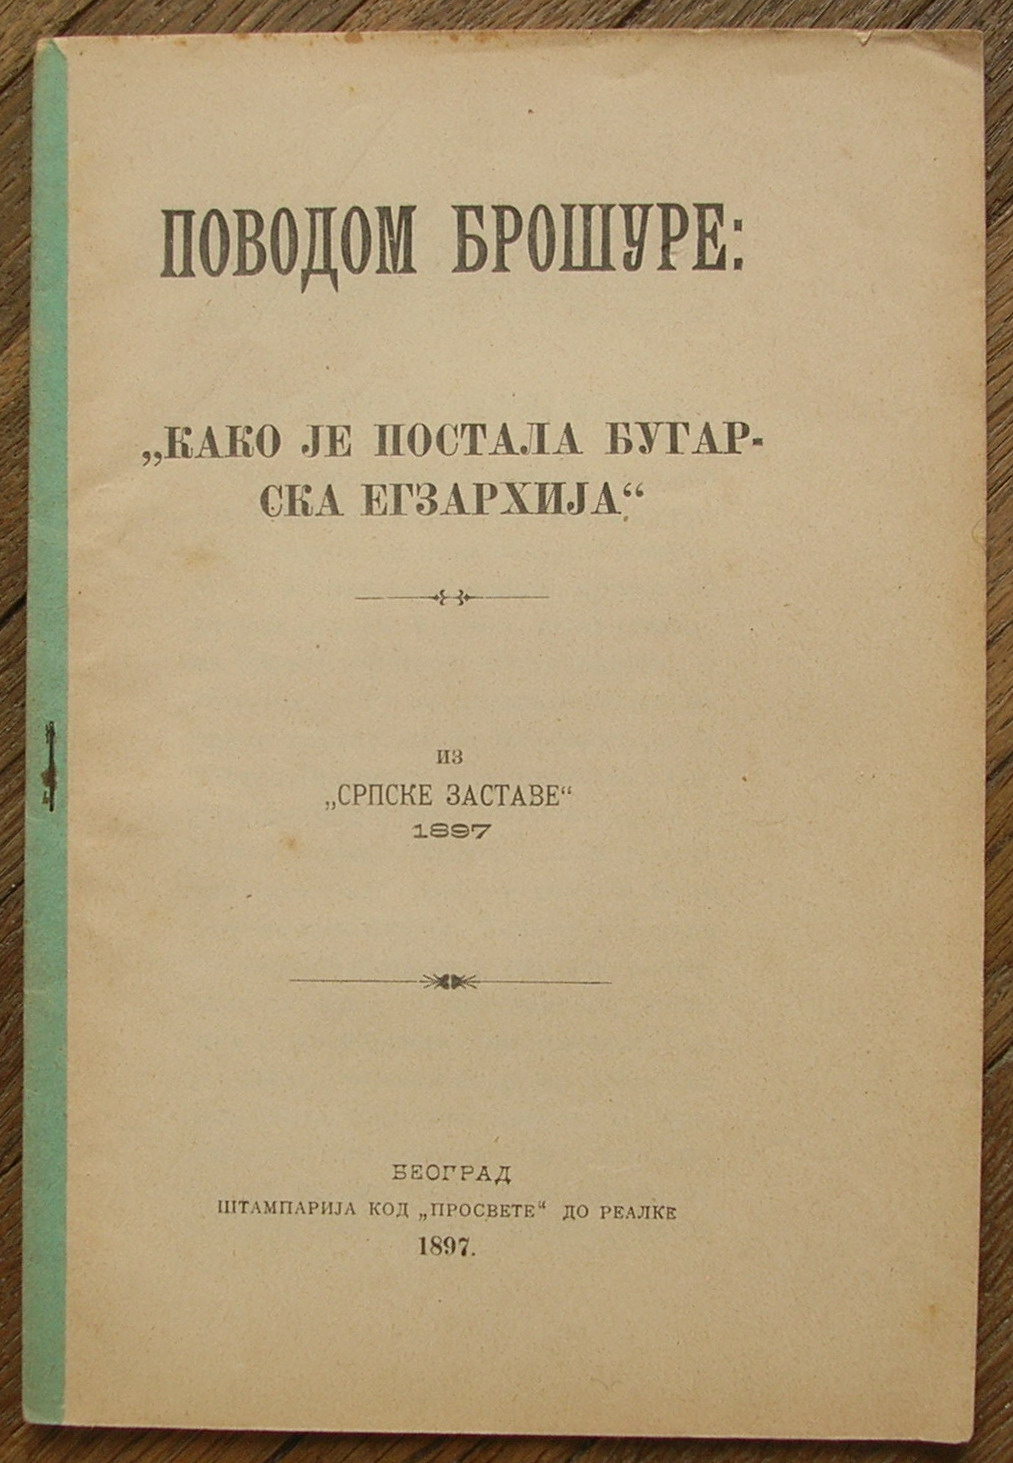 ПОВОДОМ БРОШУРЕ:
„КАКО ЈЕ ПОСТАЛА БУГАР-
СКА ЕГЗАРХИЈА“
ИЗ
„СРПСКЕ ЗАСТАВЕ“
1897
БЕОГРАД
ШТАМПАРИЈА КОД „ПРОСВЕТЕ“ ДО РЕАЛКЕ
1897.